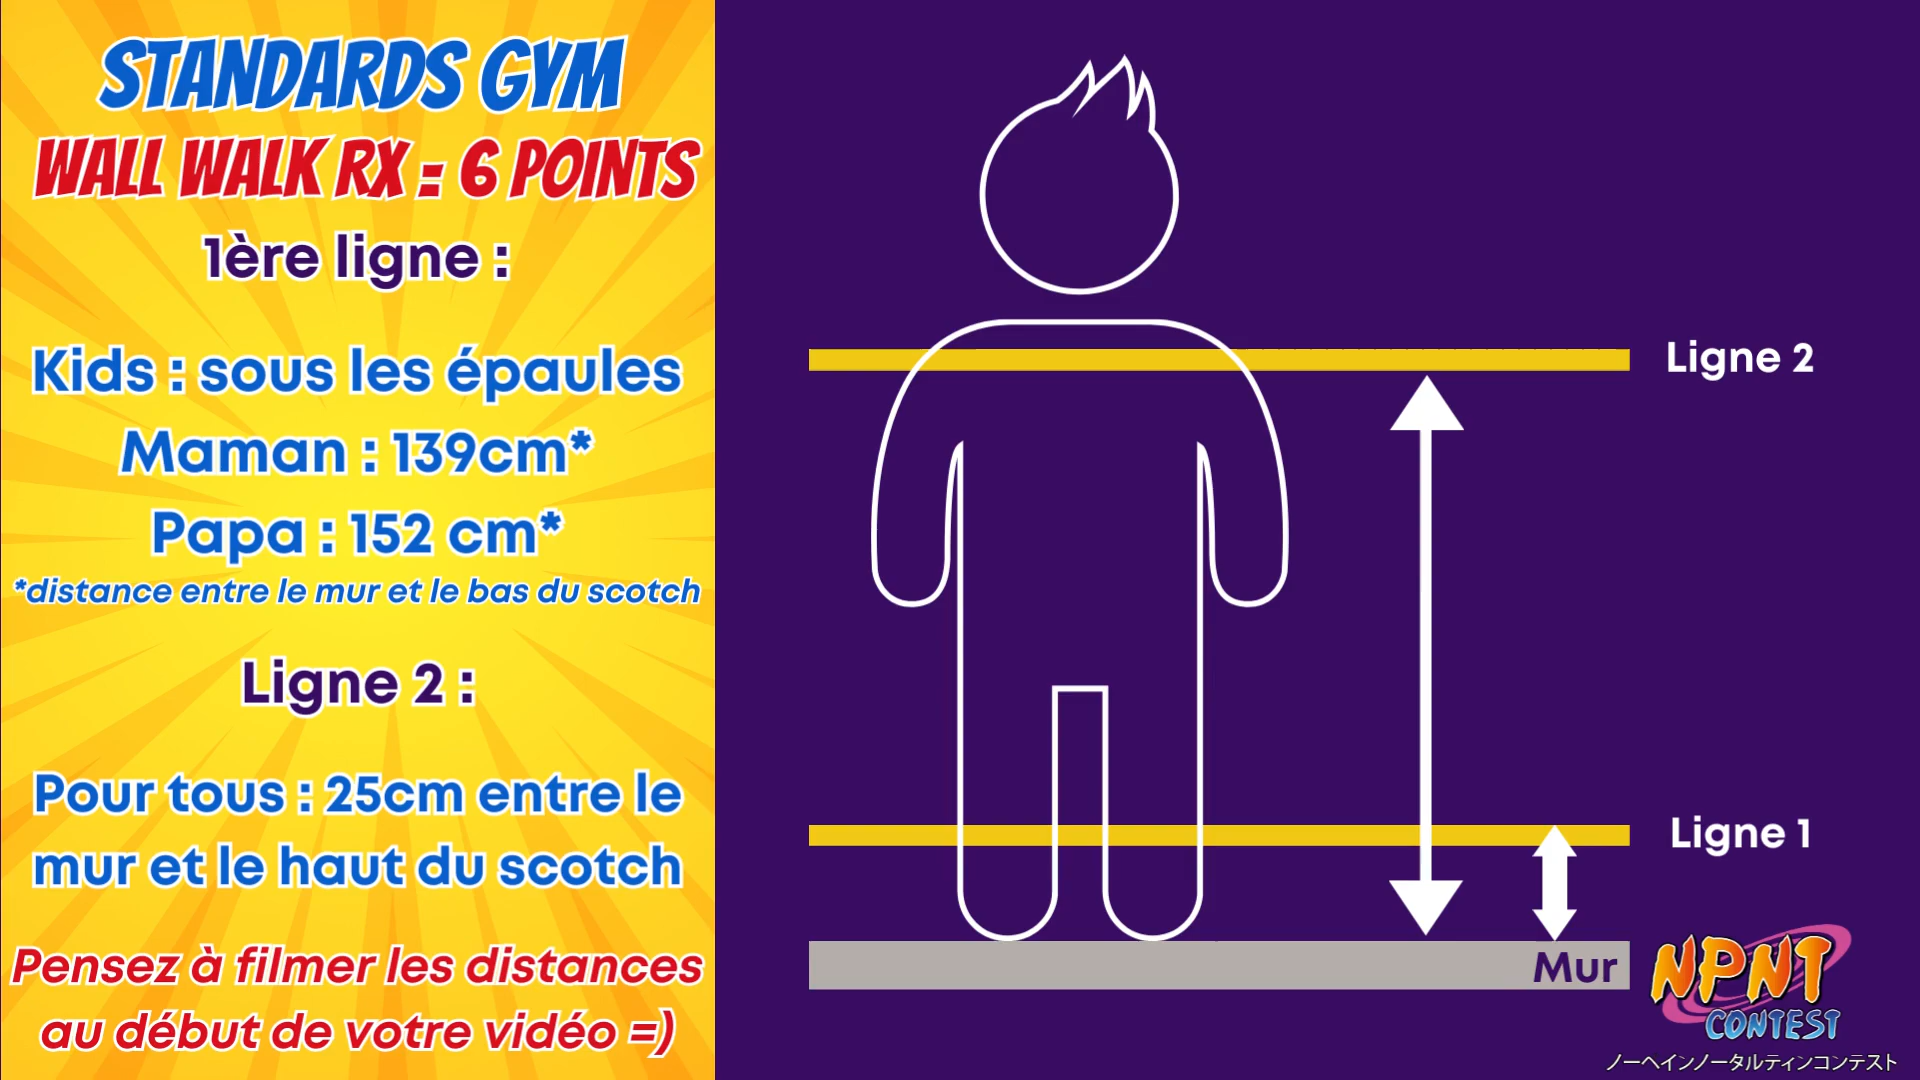 STANDARDS GYM
WALL WALK RX = 6 POINTS
1ère ligne :
Kids : sous les épaules
Maman : 139cm*
Papa : 152 cm*
*distance entre le mur et le bas du scotch
Ligne 2 :
Pour tous : 25cm entre le
mur et le haut du scotch
Pensez à filmer les distances
au début de votre vidéo =)
Ligne 2
Ligne 1
Mur
NPNT
CONTEST
ノーペインノータルティンコンテスト